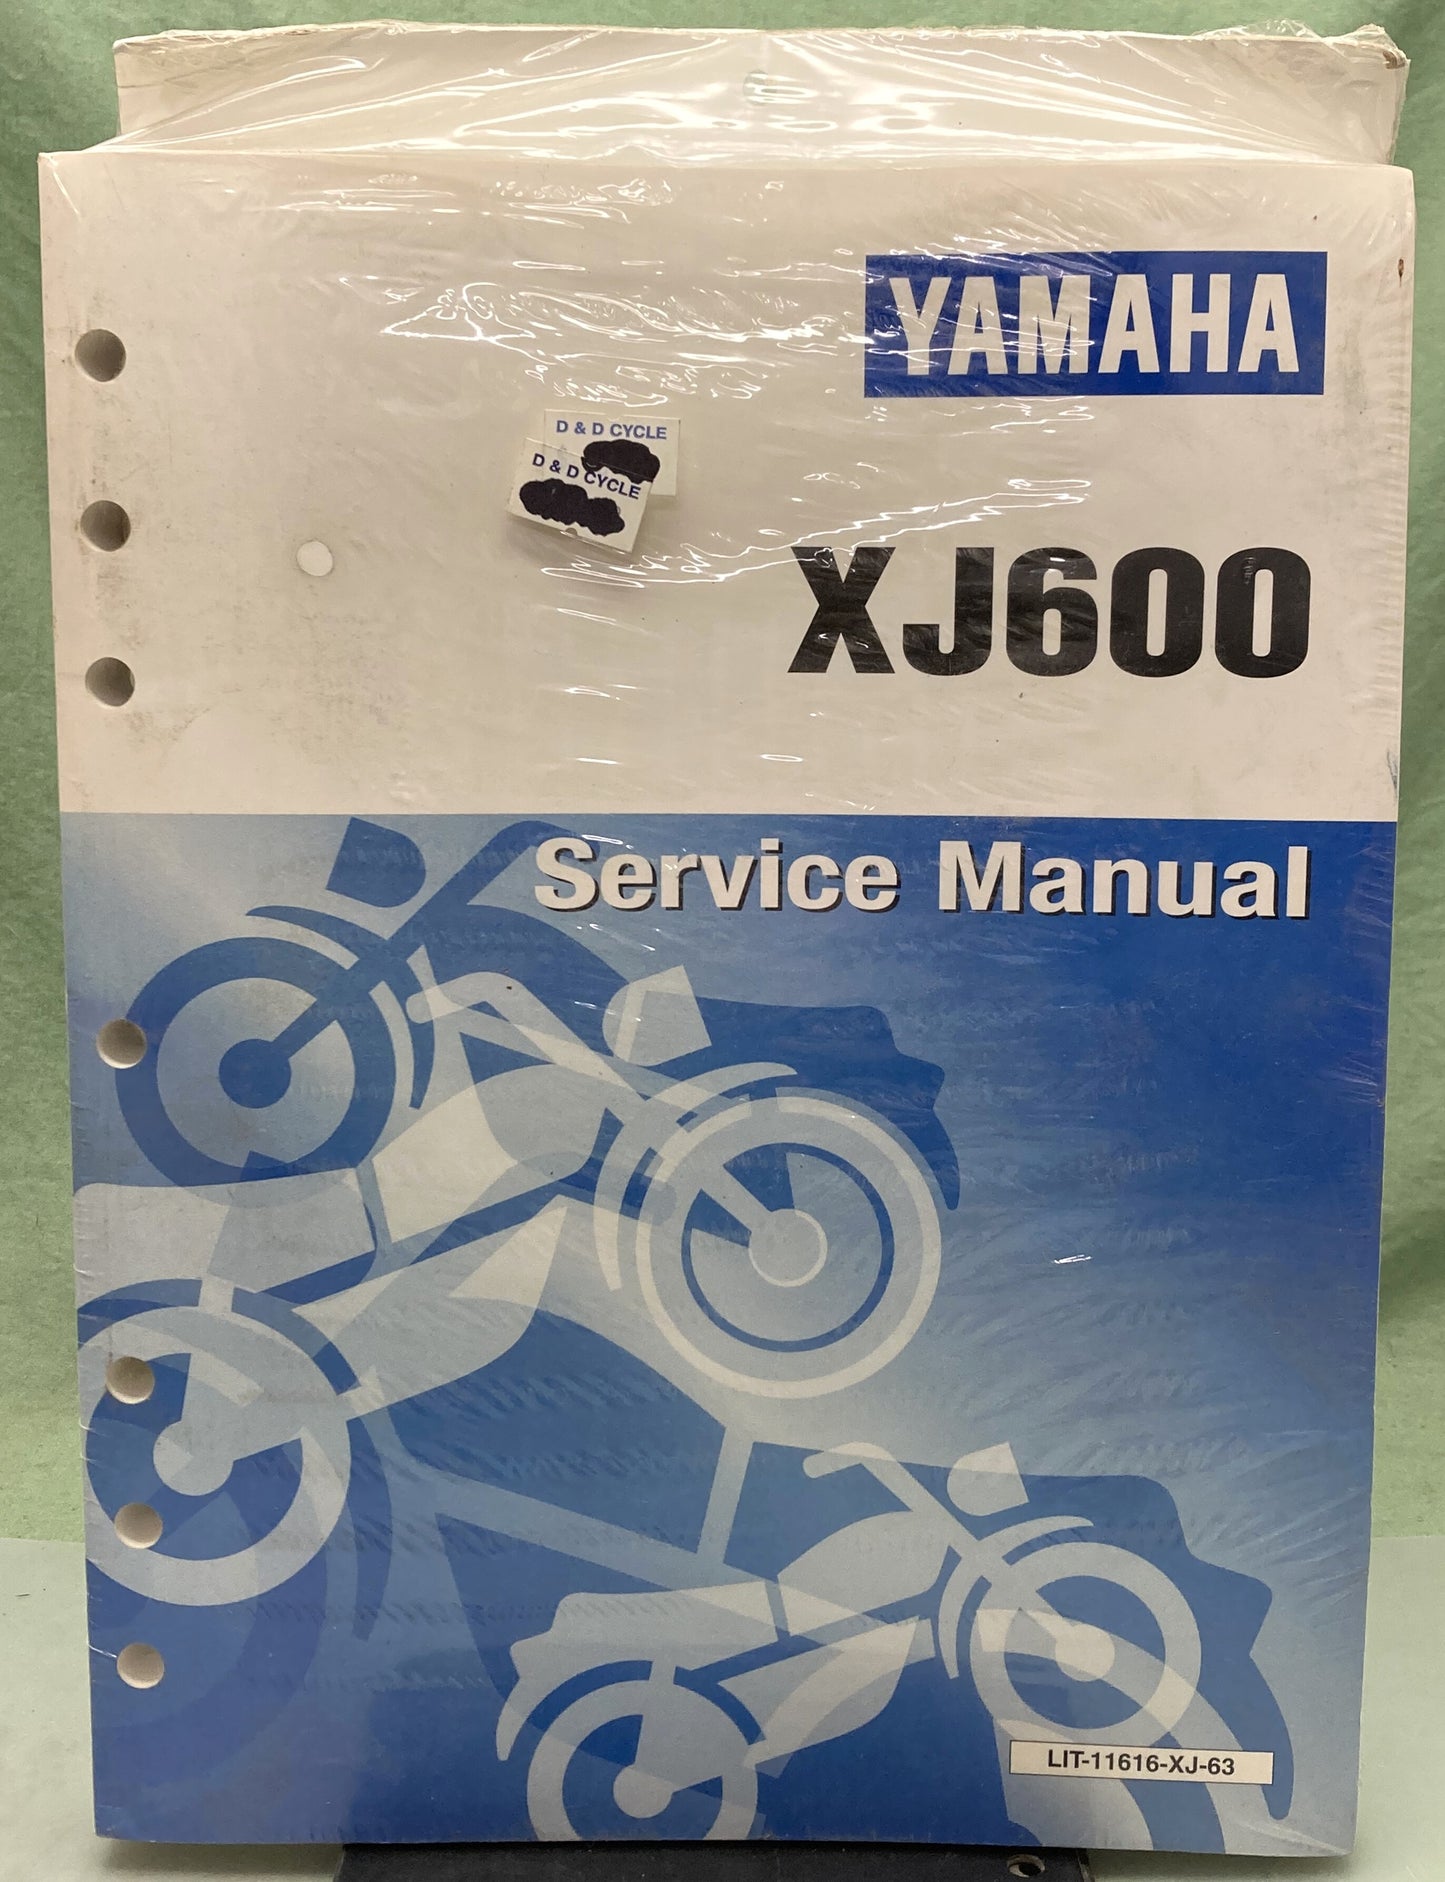 YAMAHA
D & D CYCLE
D & D CYCLE
XJ600
Service Manual
LIT-11616-XJ-63